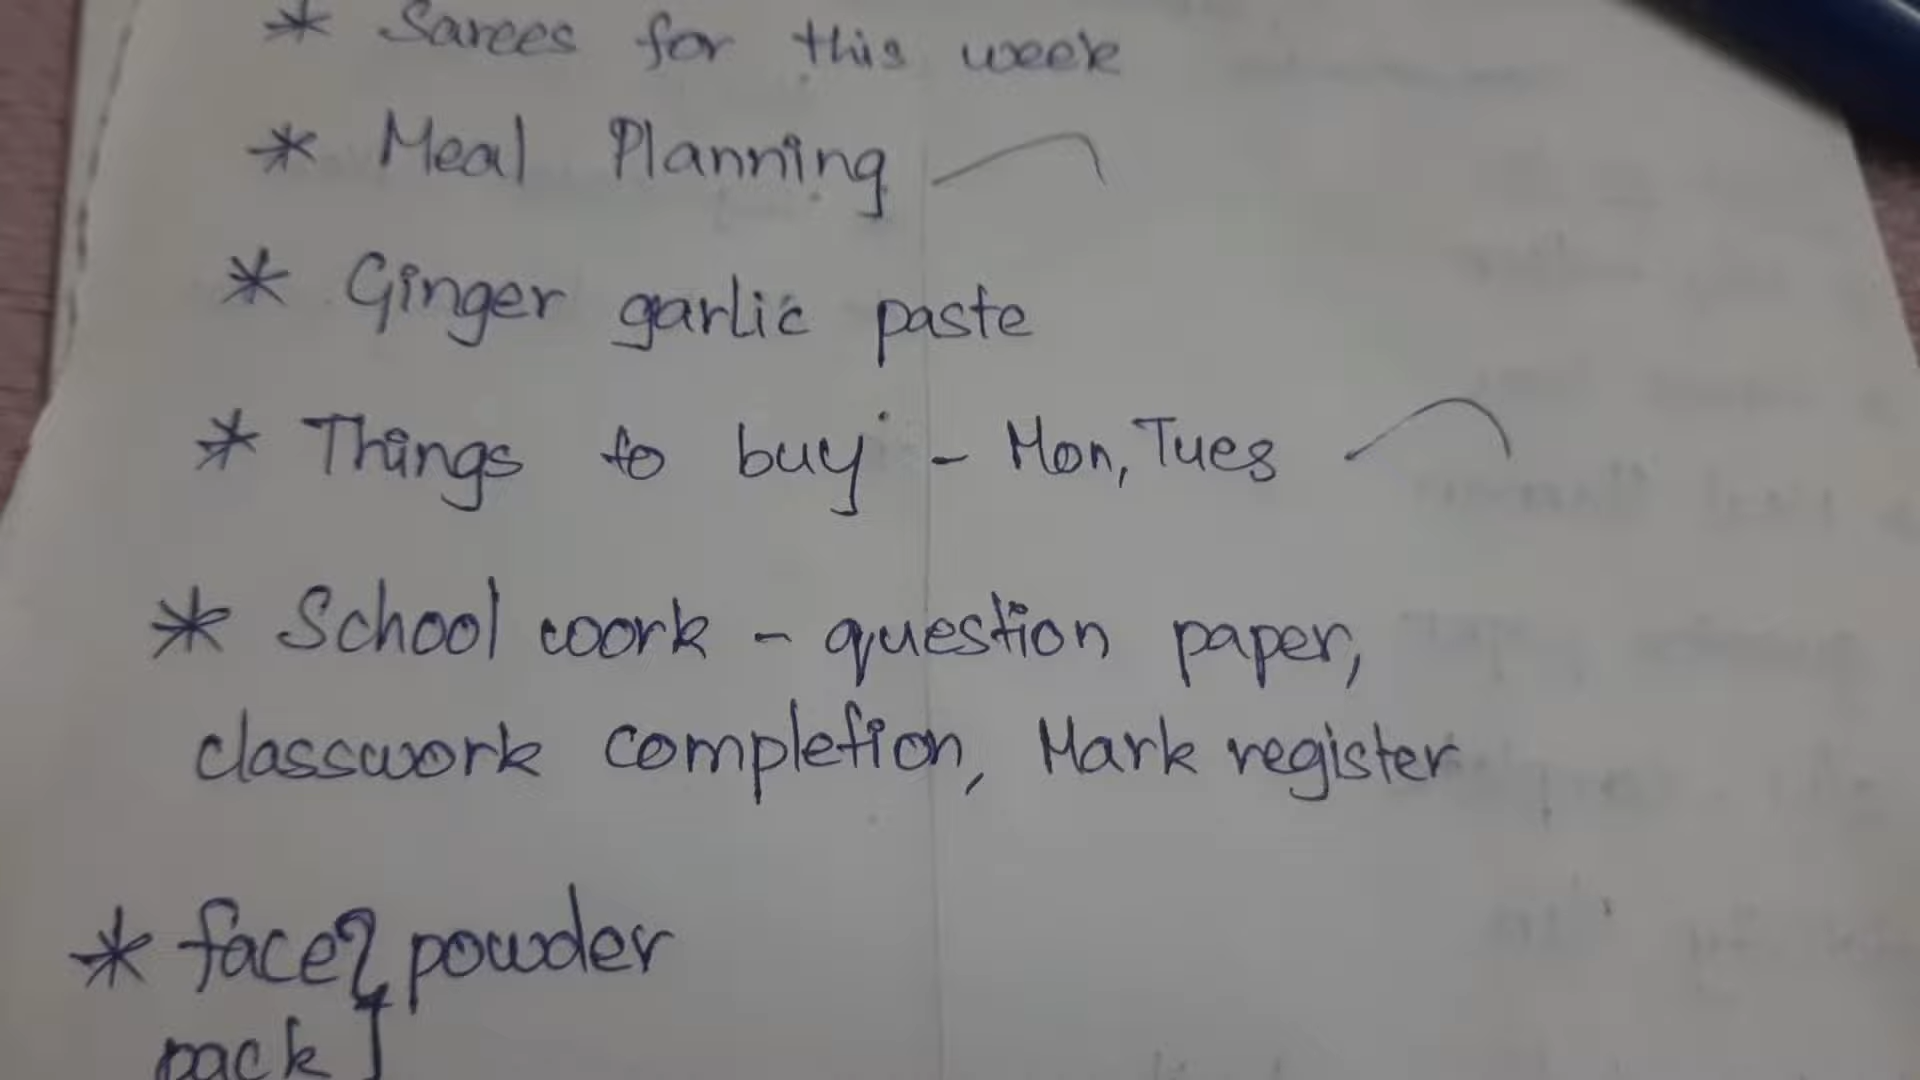 * Sarees for this week
* Meal Planning
* Ginger garlic paste
* Things to buy - Mon, Tues
* School work - question paper,
classwork completion, Mark register
* face } powder
pack